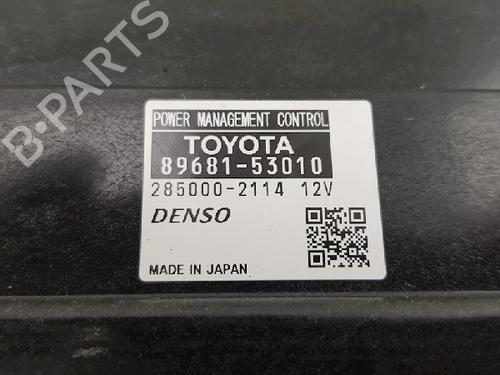 B-PARTS
POWER MANAGEMENT CONTROL
TOYOTA
89681-53010
285000-2114 12V
DENSO
MADE IN JAPAN